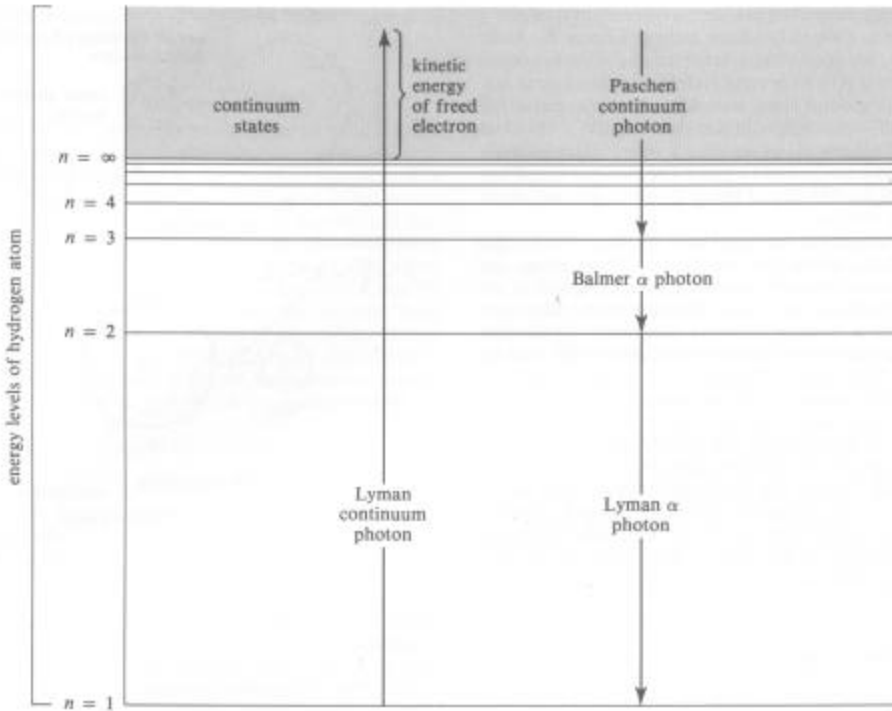 continuum
states
kinetic
energy
of freed
electron
Paschen
continuum
photon
n = ∞
n = 4
n = 3
Balmer α photon
n = 2
energy levels of hydrogen atom
Lyman
continuum
photon
Lyman α
photon
n = 1